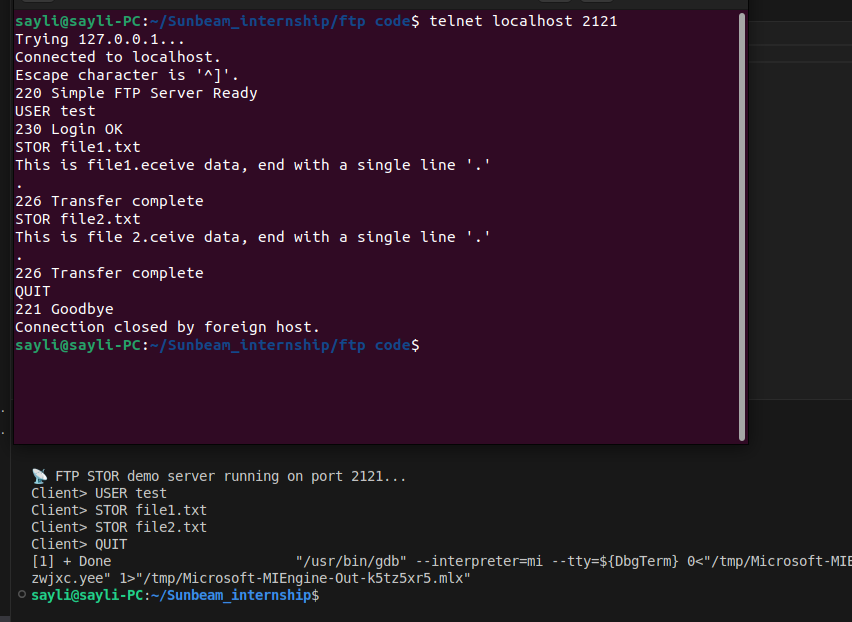 sayli@sayli-PC:~/Sunbeam_internship/ftp code$ telnet localhost 2121
Trying 127.0.0.1...
Connected to localhost.
Escape character is '^]'.
220 Simple FTP Server Ready
USER test
230 Login OK
STOR file1.txt
This is file1.eceive data, end with a single line '.'
.
226 Transfer complete
STOR file2.txt
This is file 2.ceive data, end with a single line '.'
.
226 Transfer complete
QUIT
221 Goodbye
Connection closed by foreign host.
sayli@sayli-PC:~/Sunbeam_internship/ftp code$
📡 FTP STOR demo server running on port 2121...
Client> USER test
Client> STOR file1.txt
Client> STOR file2.txt
Client> QUIT
[1] + Done "/usr/bin/gdb" --interpreter=mi --tty=${DbgTerm} 0<"/tmp/Microsoft-MIE
zwjxc.yee" 1>"/tmp/Microsoft-MIEngine-Out-k5tz5xr5.mlx"
sayli@sayli-PC:~/Sunbeam_internship$